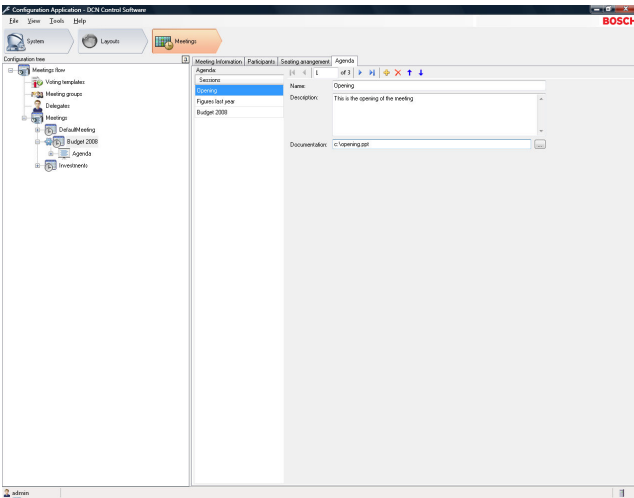 Configuration Application - DCN Control Software
File View Tools Help
BOSCH
System Layouts Meetings
Configuration tree
Meetings flow
Voting templates
Meeting groups
Delegates
Meetings
DefaultMeeting
Budget 2008
Agenda
Investments
Meeting Information Participants Seating arrangement Agenda
Agenda:
Sessions
Opening
Figures last year
Budget 2008
1 of 3
Name: Opening
Description: This is the opening of the meeting
Documentation: c:\opening.ppt ...
admin